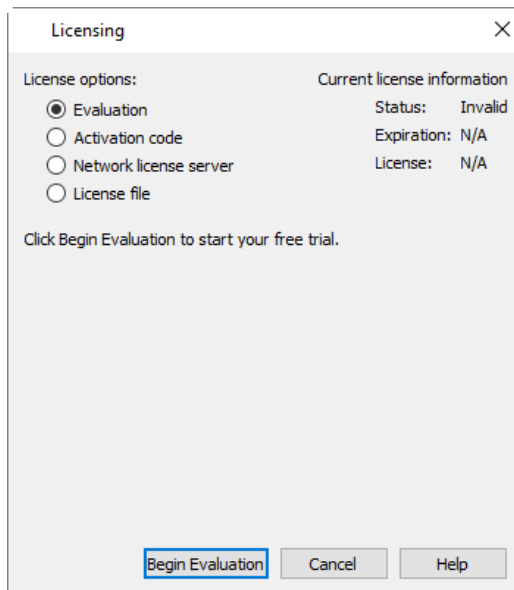 Licensing
License options:
Evaluation
Activation code
Network license server
License file
Current license information
Status: Invalid
Expiration: N/A
License: N/A
Click Begin Evaluation to start your free trial.
Begin Evaluation Cancel Help